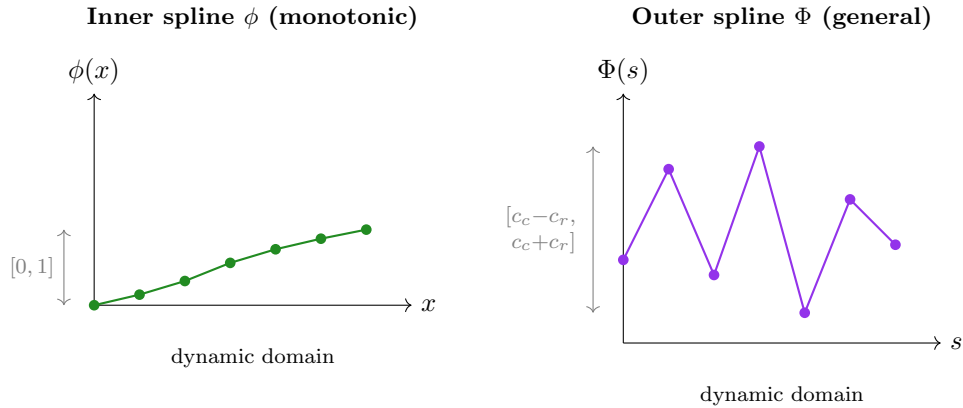 Inner spline ϕ (monotonic)
ϕ(x)
[0, 1]
x
dynamic domain
Outer spline Φ (general)
Φ(s)
[c_c−c_r,
c_c+c_r]
s
dynamic domain